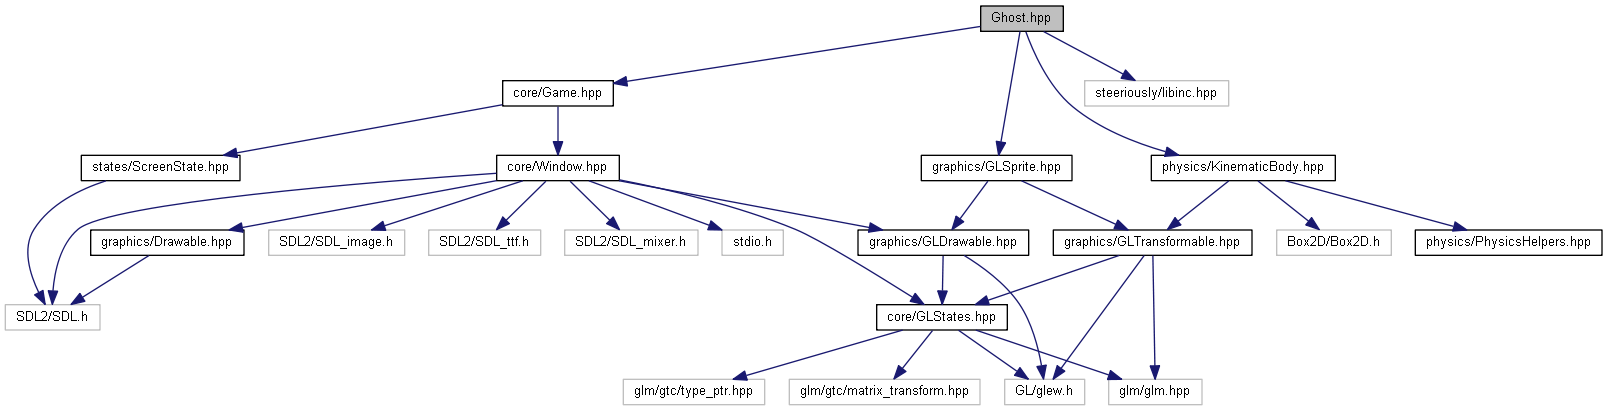 Ghost.hpp
core/Game.hpp
steeriously/libinc.hpp
states/ScreenState.hpp
core/Window.hpp
graphics/GLSprite.hpp
physics/KinematicBody.hpp
graphics/Drawable.hpp
SDL2/SDL_image.h
SDL2/SDL_ttf.h
SDL2/SDL_mixer.h
stdio.h
graphics/GLDrawable.hpp
graphics/GLTransformable.hpp
Box2D/Box2D.h
physics/PhysicsHelpers.hpp
SDL2/SDL.h
core/GLStates.hpp
glm/gtc/type_ptr.hpp
glm/gtc/matrix_transform.hpp
GL/glew.h
glm/glm.hpp